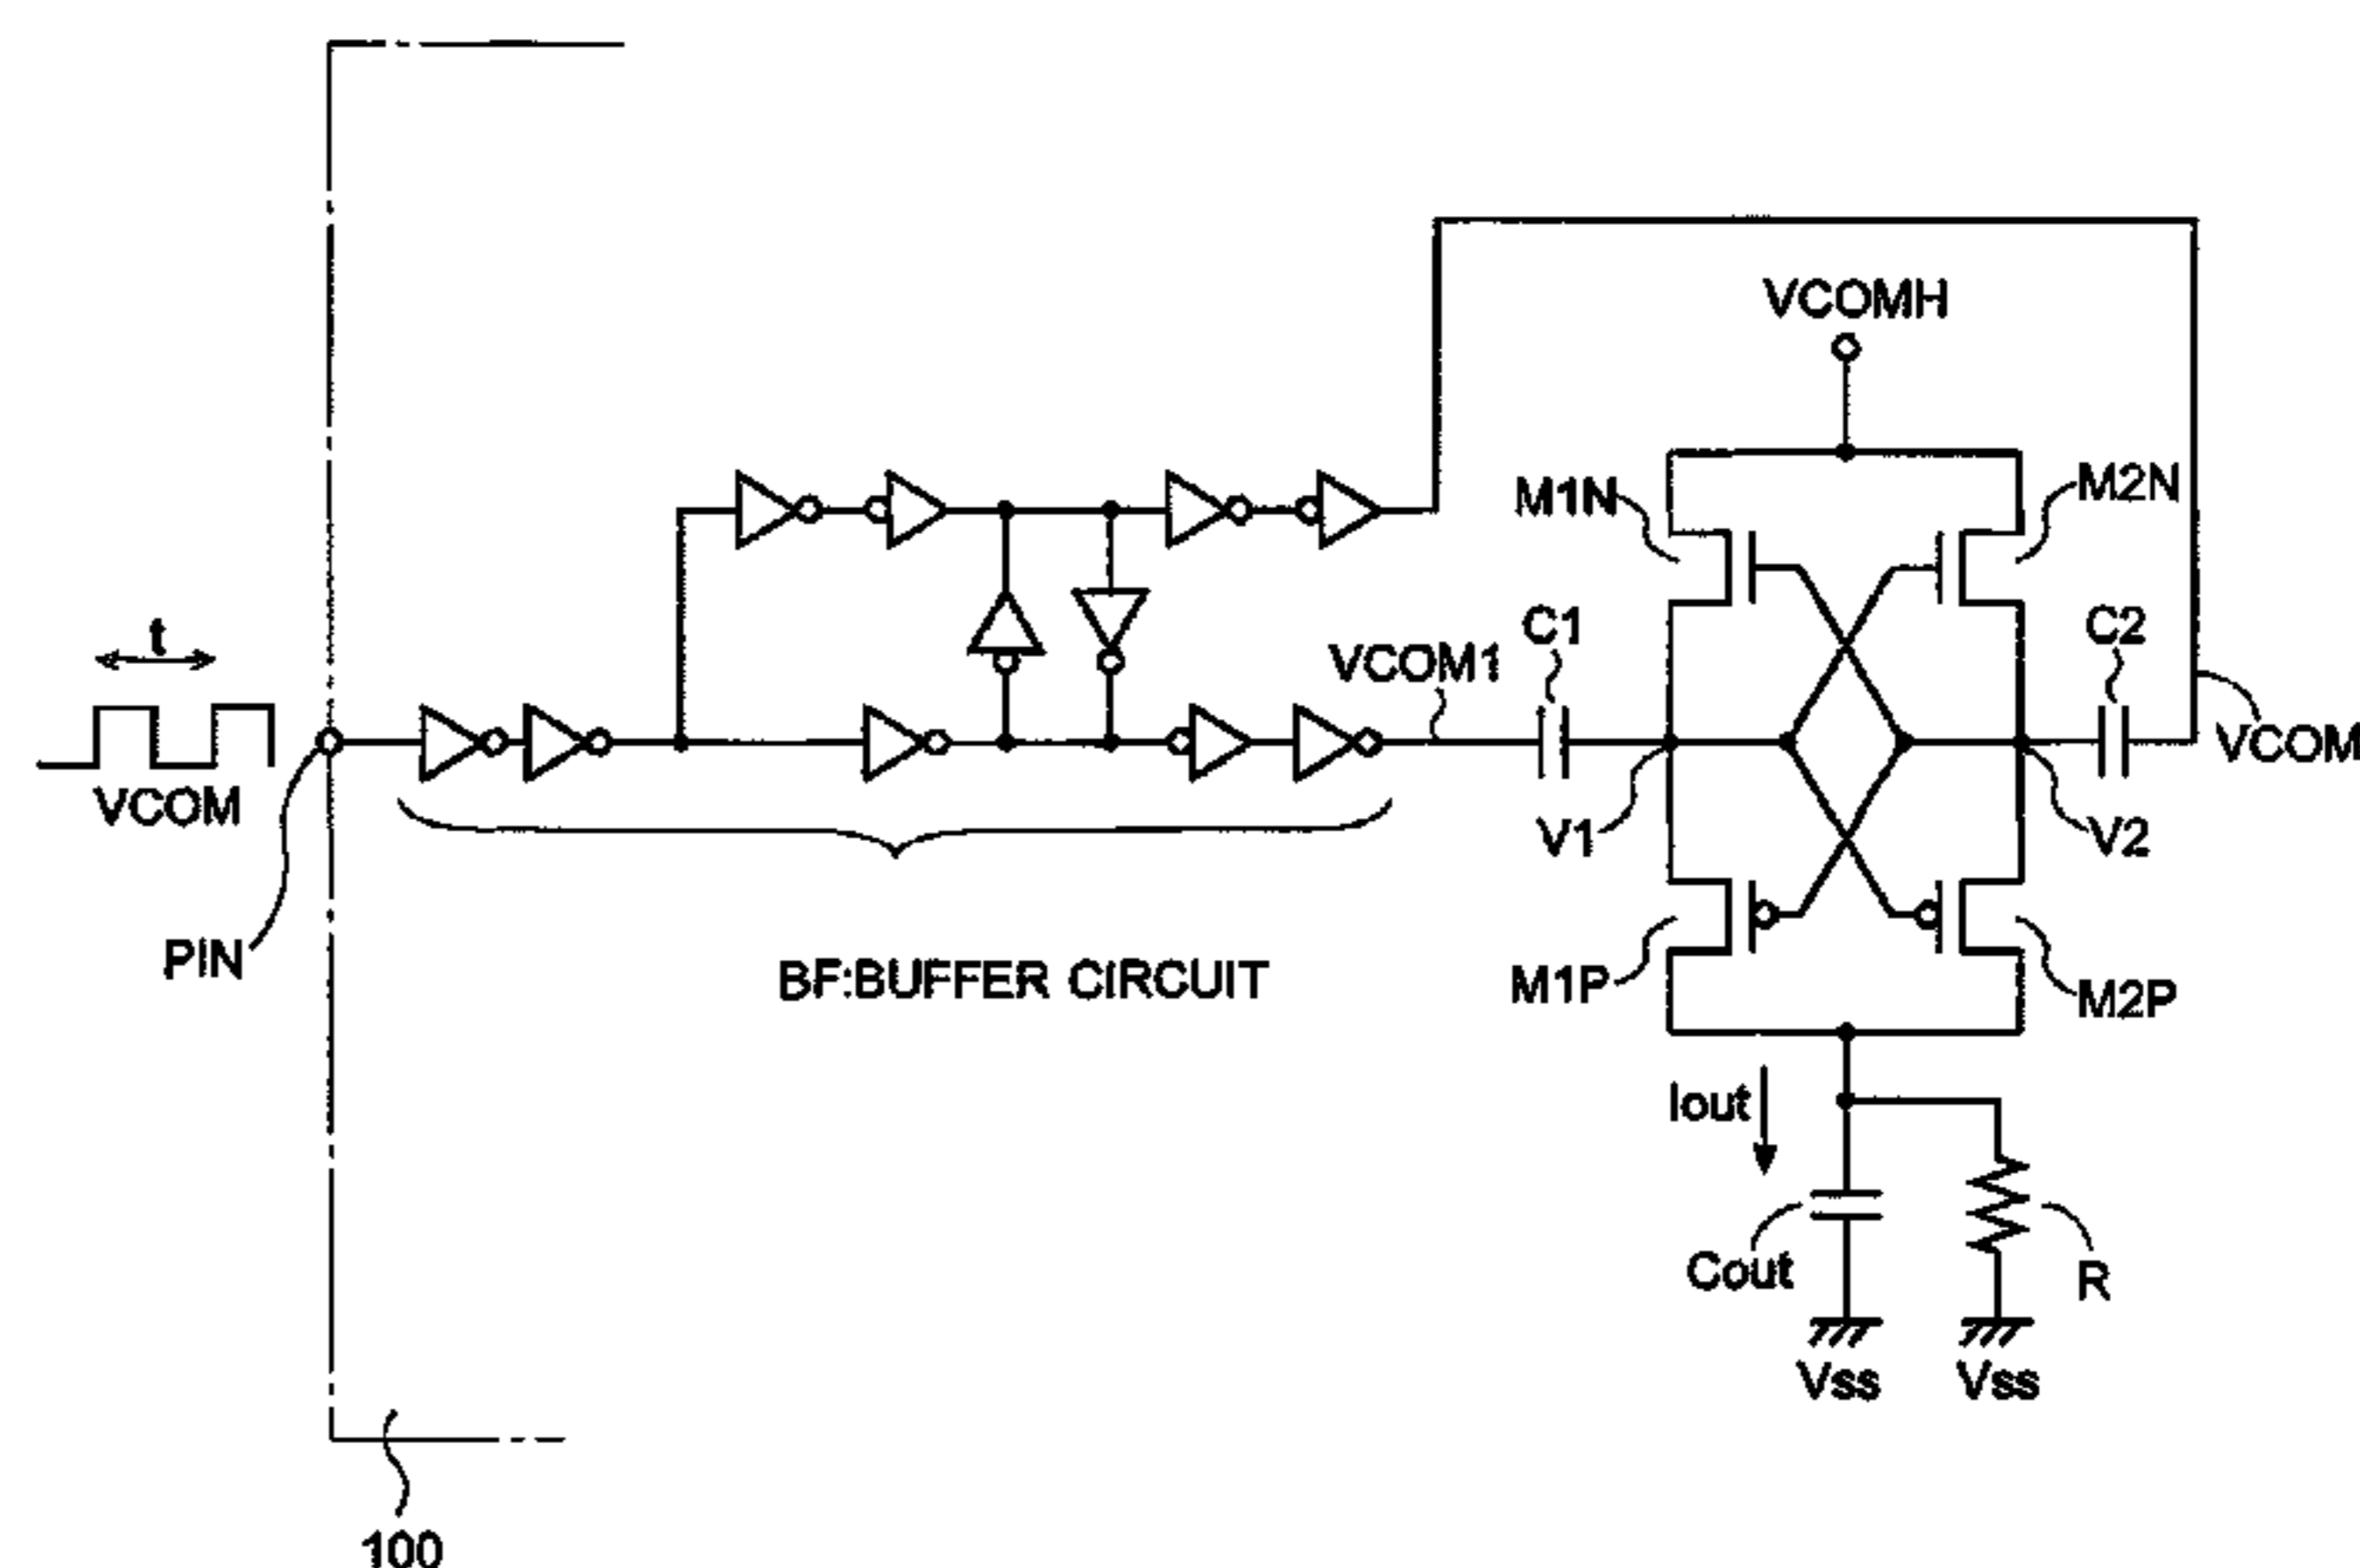 VCOMH
M1N
M2N
t
C1
C2
VCOM1
VCOM
VCOM
V1
V2
PIN
BF:BUFFER CIRCUIT
M1P
M2P
Iout
Cout
R
Vss
Vss
100